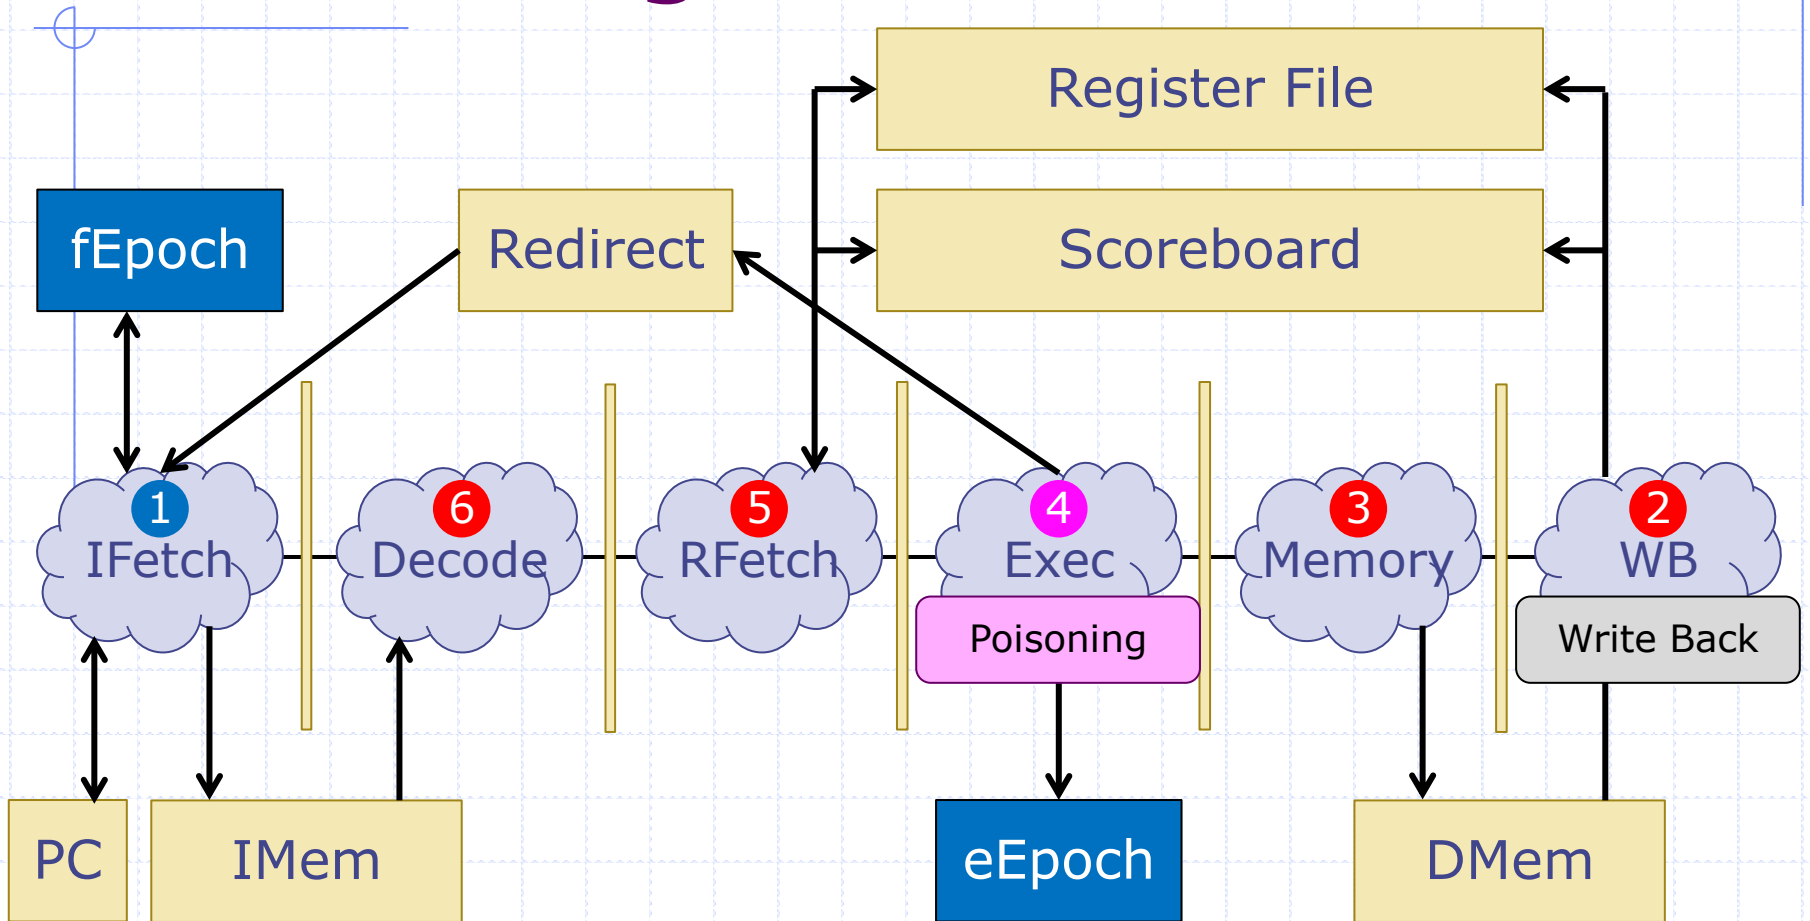 Register File
fEpoch
Redirect
Scoreboard
1
IFetch
6
Decode
5
RFetch
4
Exec
3
Memory
2
WB
Poisoning
Write Back
PC
IMem
eEpoch
DMem